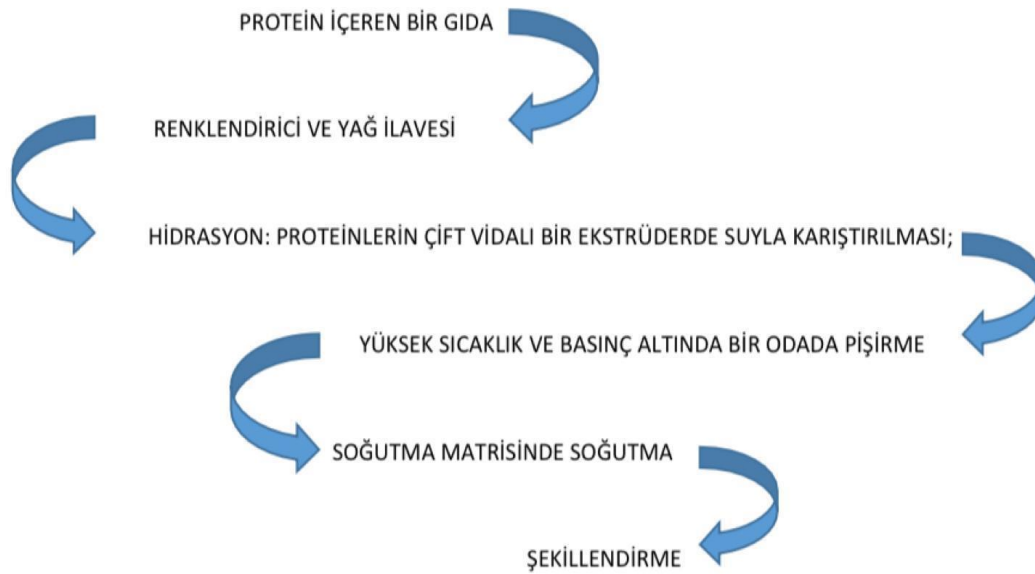 PROTEİN İÇEREN BİR GIDA
RENKLENDİRİCİ VE YAĞ İLAVESİ
HİDRASYON: PROTEİNLERİN ÇİFT VİDALI BİR EKSTRÜDERDE SUYLA KARIŞTIRILMASI;
YÜKSEK SICAKLIK VE BASINÇ ALTINDA BİR ODADA PİŞİRME
SOĞUTMA MATRİSİNDE SOĞUTMA
ŞEKİLLENDİRME